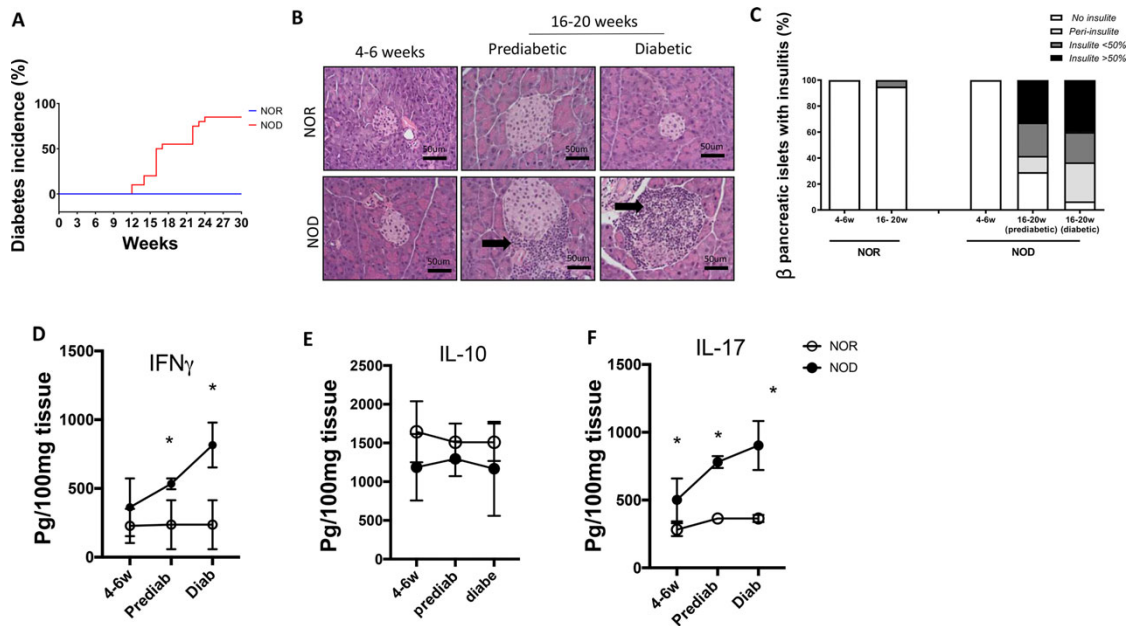 A
Diabetes incidence (%)
100
50
0
NOR
NOD
0 3 6 9 12 15 18 21 24 27 30
Weeks
B
16-20 weeks
4-6 weeks
Prediabetic
Diabetic
NOR
50um
50um
50um
NOD
50um
50um
50um
C
No insulite
Peri-insulite
Insulite <50%
Insulite >50%
β pancreatic islets with insulitis (%)
100
80
60
40
20
0
4-6w
16- 20w
4-6w
16-20w
(prediabetic)
16-20w
(diabetic)
NOR
NOD
D
IFNγ
Pg/100mg tissue
1500
1000
500
0
*
*
4-6w
Prediab
Diab
E
IL-10
Pg/100mg tissue
2500
2000
1500
1000
500
0
4-6w
prediab
diabe
F
IL-17
NOR
NOD
Pg/100mg tissue
1500
1000
500
0
*
*
*
4-6w
Prediab
Diab